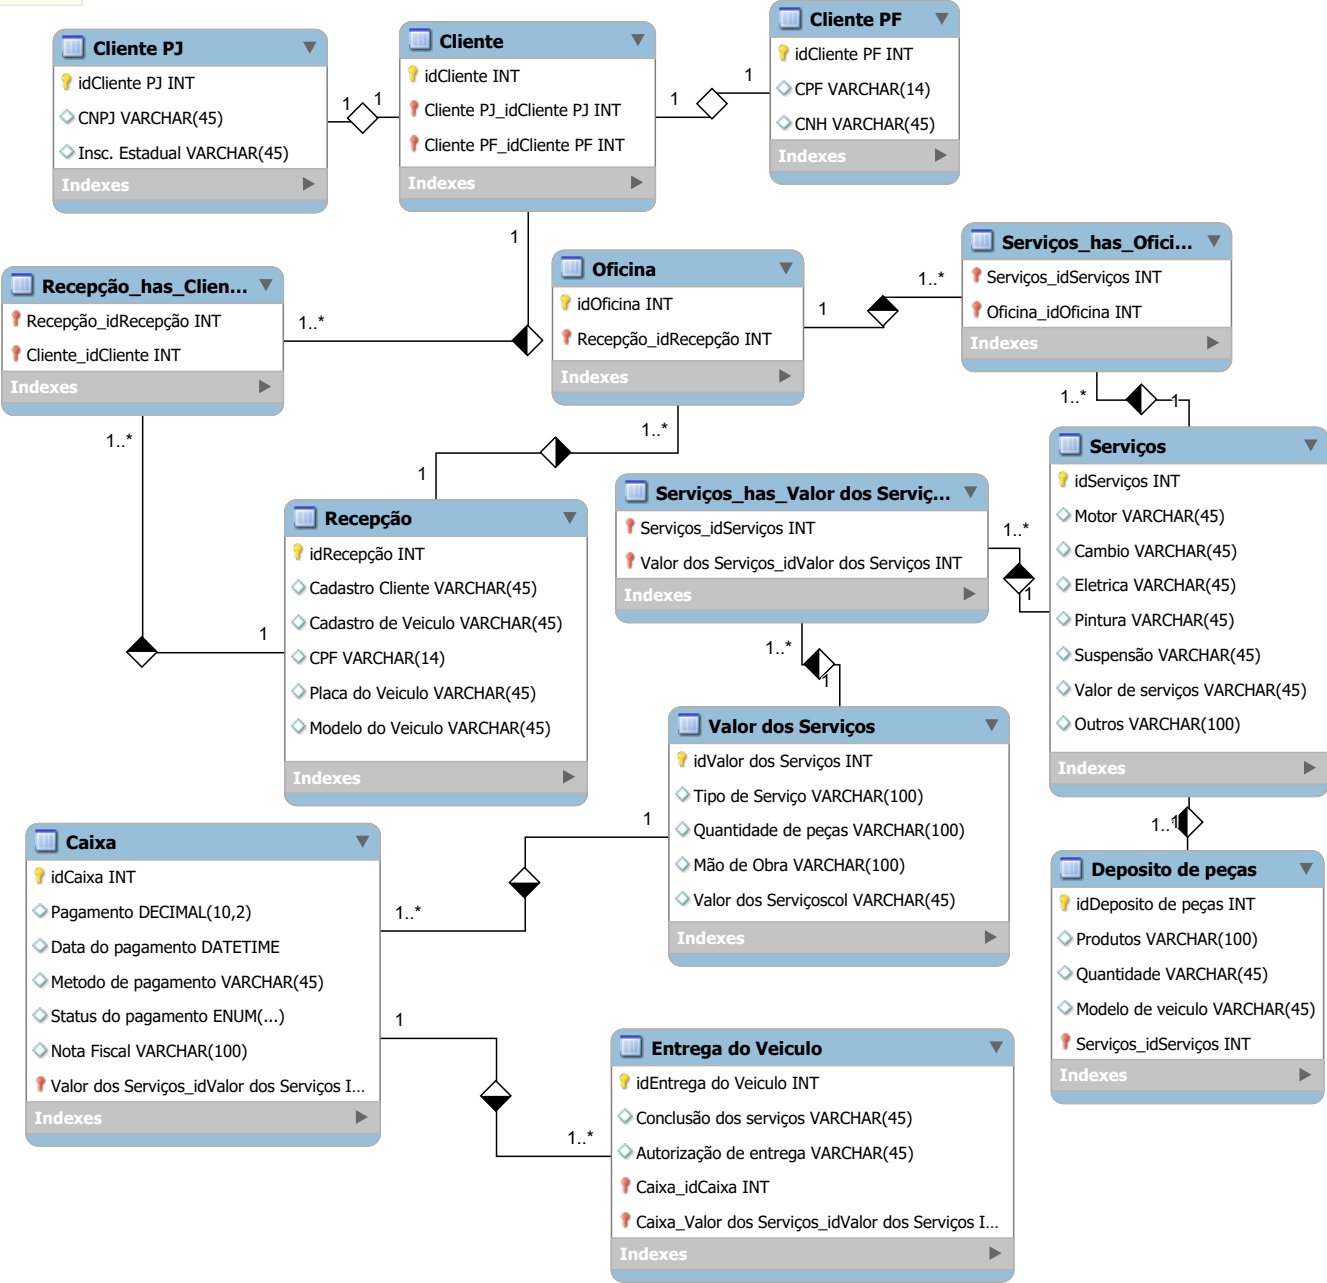 Cliente PJ
idCliente PJ INT
CNPJ VARCHAR(45)
Insc. Estadual VARCHAR(45)
Indexes
Cliente
idCliente INT
Cliente PJ_idCliente PJ INT
Cliente PF_idCliente PF INT
Indexes
Cliente PF
idCliente PF INT
CPF VARCHAR(14)
CNH VARCHAR(45)
Indexes
1
1
1
1
1
Recepção_has_Clien...
Recepção_idRecepção INT
Cliente_idCliente INT
Indexes
1..*
1..*
Oficina
idOficina INT
Recepção_idRecepção INT
Indexes
1
1..*
1..*
1
Serviços_has_Ofici...
Serviços_idServiços INT
Oficina_idOficina INT
Indexes
1..*
1
Recepção
idRecepção INT
Cadastro Cliente VARCHAR(45)
Cadastro de Veiculo VARCHAR(45)
CPF VARCHAR(14)
Placa do Veiculo VARCHAR(45)
Modelo do Veiculo VARCHAR(45)
Indexes
1
Serviços_has_Valor dos Serviç...
Serviços_idServiços INT
Valor dos Serviços_idValor dos Serviços INT
Indexes
1..*
1
1..*
1
Serviços
idServiços INT
Motor VARCHAR(45)
Cambio VARCHAR(45)
Eletrica VARCHAR(45)
Pintura VARCHAR(45)
Suspensão VARCHAR(45)
Valor de serviços VARCHAR(45)
Outros VARCHAR(100)
Indexes
Valor dos Serviços
idValor dos Serviços INT
Tipo de Serviço VARCHAR(100)
Quantidade de peças VARCHAR(100)
Mão de Obra VARCHAR(100)
Valor dos Serviçoscol VARCHAR(45)
Indexes
1
1..*
Caixa
idCaixa INT
Pagamento DECIMAL(10,2)
Data do pagamento DATETIME
Metodo de pagamento VARCHAR(45)
Status do pagamento ENUM(...)
Nota Fiscal VARCHAR(100)
Valor dos Serviços_idValor dos Serviços I...
Indexes
1..
1
Deposito de peças
idDeposito de peças INT
Produtos VARCHAR(100)
Quantidade VARCHAR(45)
Modelo de veiculo VARCHAR(45)
Serviços_idServiços INT
Indexes
1
1..*
Entrega do Veiculo
idEntrega do Veiculo INT
Conclusão dos serviços VARCHAR(45)
Autorização de entrega VARCHAR(45)
Caixa_idCaixa INT
Caixa_Valor dos Serviços_idValor dos Serviços I...
Indexes